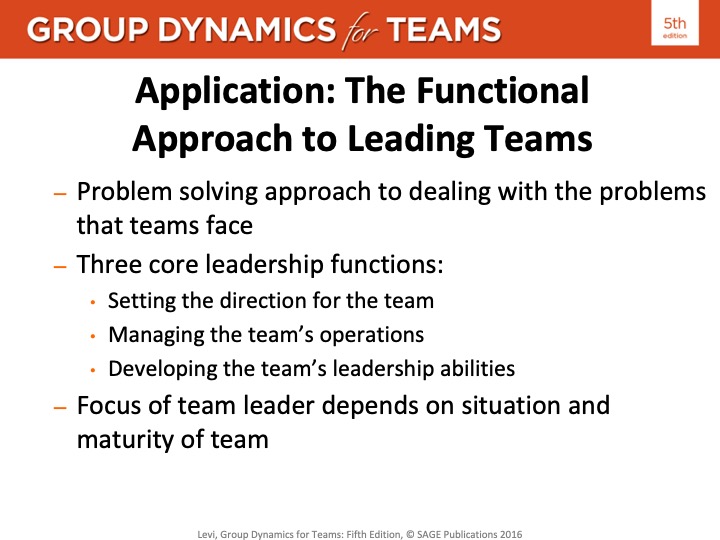 GROUP DYNAMICS for TEAMS
5th
edition
Application: The Functional
Approach to Leading Teams
– Problem solving approach to dealing with the problems
that teams face
– Three core leadership functions:
• Setting the direction for the team
• Managing the team’s operations
• Developing the team’s leadership abilities
– Focus of team leader depends on situation and
maturity of team
Levi, Group Dynamics for Teams: Fifth Edition, © SAGE Publications 2016